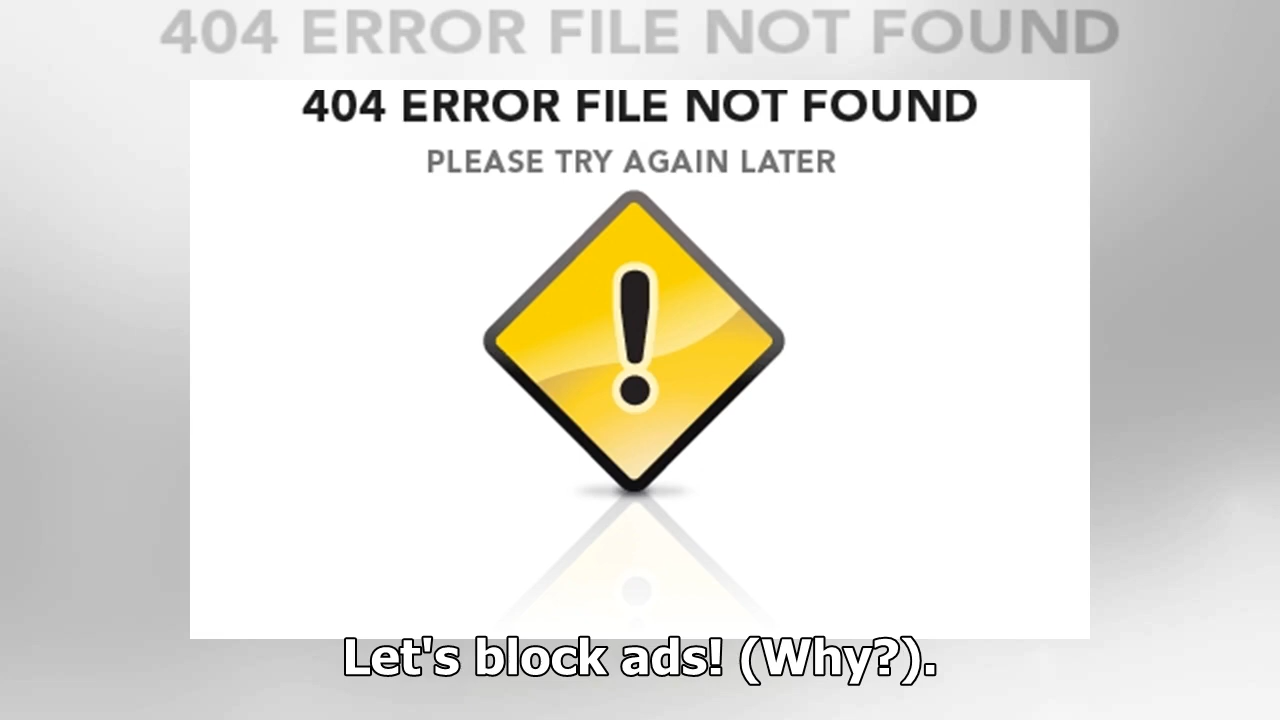 404 ERROR FILE NOT FOUND
404 ERROR FILE NOT FOUND
PLEASE TRY AGAIN LATER
Let's block ads! (Why?).